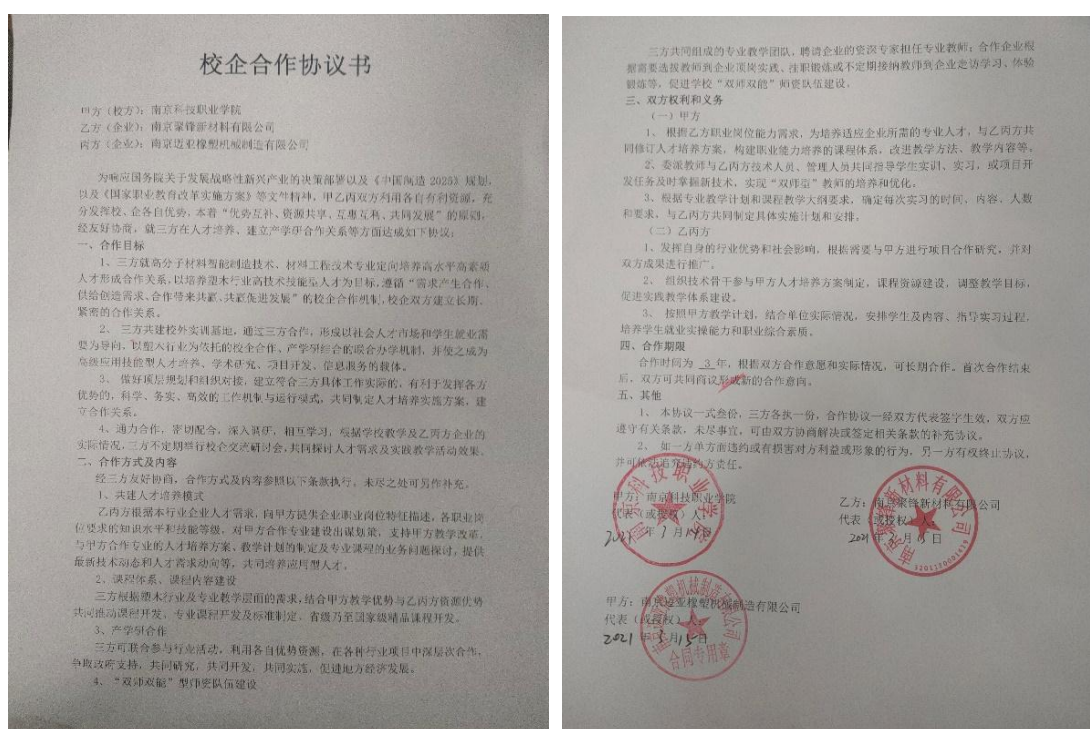 校企合作协议书
甲方（校方）：南京科技职业学院
乙方（企业）：南京聚锋新材料有限公司
丙方（企业）：南京迈亚橡塑机械制造有限公司
为响应国务院关于发展战略性新兴产业的决策部署以及《中国制造 2025》规划，
以及《国家职业教育改革实施方案》等文件精神，甲乙丙双方利用各自有利资源，充
分发挥校、企各自优势，本着“优势互补、资源共享、互惠互利、共同发展”的原则，
经友好协商，就三方在人才培养、建立产学研合作关系等方面达成如下协议：
一、合作目标
1、三方就高分子材料智能制造技术、材料工程技术专业定向培养高水平高素质
人才形成合作关系，以培养塑木行业高技术技能型人才为目标，遵循“需求产生合作、
供给创造需求、合作带来共赢、共赢促进发展”的校企合作机制，校企双方建立长期、
紧密的合作关系。
2、三方共建校外实训基地，通过三方合作，形成以社会人才市场和学生就业需
要为导向，以塑木行业为依托的校企合作、产学研结合的联合办学机制，并使之成为
高级应用技能型人才培养、学术研究、项目开发、信息服务的载体。
3、做好顶层规划和组织对接，建立符合三方具体工作实际的，有利于发挥各方
优势的，科学、务实、高效的工作机制与运行模式，共同制定人才培养实施方案，建
立合作关系。
4、通力合作，密切配合，深入调研，相互学习，根据学校教学及乙丙方企业的
实际情况，三方不定期举行校企交流研讨会，共同探讨人才需求及实践教学活动效果。
二、合作方式及内容
经三方友好协商，合作方式及内容参照以下条款执行，未尽之处可另作补充。
1、共建人才培养模式
乙丙方根据本行业企业人才需求，向甲方提供企业职业岗位特征描述，各职业岗
位要求的知识水平和技能等级，对甲方合作专业建设出谋划策，支持甲方教学改革，
与甲方合作专业的人才培养方案、教学计划的制定及专业课程的业务问题探讨，提供
最新技术动态和人才需求动向等，共同培养应用型人才。
2、课程体系、课程内容建设
三方根据塑木行业及专业教学层面的需求，结合甲方教学优势与乙丙方资源优势
共同推动课程开发、专业课程开发及标准制定、省级乃至国家级精品课程开发。
3、产学研合作
三方可联合参与行业活动，利用各自优势资源，在各种行业项目中深层次合作，
争取政府支持，共同研究、共同开发、共同实施，促进地方经济发展。
4、“双师双能”型师资队伍建设
三方共同组成的专业教学团队，聘请企业的资深专家担任专业教师；合作企业根
据需要选拔教师到企业顶岗实践、挂职锻炼或不定期接纳教师到企业走访学习、体验
锻炼等，促进学校“双师双能”师资队伍建设。
三、双方权利和义务
（一）甲方
1、根据乙方职业岗位能力需求，为培养适应企业所需的专业人才，与乙丙方共
同修订人才培养方案，构建职业能力培养的课程体系，改进教学方法、教学内容等。
2、委派教师与乙丙方技术人员、管理人员共同指导学生实训、实习，或项目开
发任务及时掌握新技术，实现“双师型”教师的培养和优化。
3、根据专业教学计划和课程教学大纲要求，确定每次实习的时间、内容、人数
和要求，与乙丙方共同制定具体实施计划和安排。
（二）乙丙方
1、发挥自身的行业优势和社会影响，根据需要与甲方进行项目合作研究，并对
双方成果进行推广。
2、组织技术骨干参与甲方人才培养方案制定，课程资源建设，调整教学目标，
促进实践教学体系建设。
3、按照甲方教学计划，结合单位实际情况，安排学生及内容、指导实习过程，
培养学生就业实操能力和职业综合素质。
四、合作期限
合作时间为 3 年，根据双方合作意愿和实际情况，可长期合作。首次合作结束
后，双方可共同商议形成新的合作意向。
五、其他
1、本协议一式叁份，三方各执一份，合作协议一经双方代表签字生效，双方应
遵守有关条款，未尽事宜，可由双方协商解决或签定相关条款的补充协议。
2、如一方单方面违约或有损害对方利益或形象的行为，另一方有权终止协议，
并可依法追究违约方责任。
甲方：南京科技职业学院
代表（或授权）人
乙方：南京聚锋新材料有限公司
代表（或授权）人：
甲方：南京迈亚橡塑机械制造有限公司
代表（或授权）人
2021 年 3 月 15 日
合同专用章